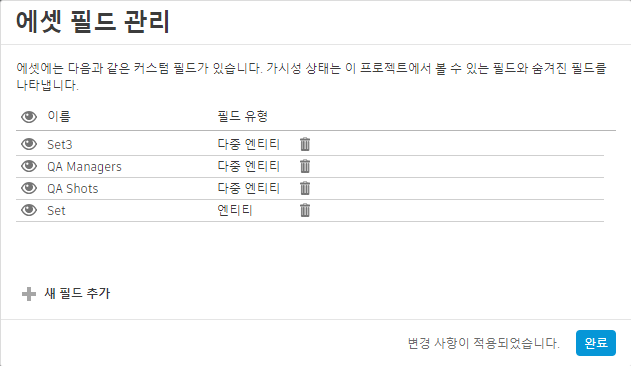 에셋 필드 관리
에셋에는 다음과 같은 커스텀 필드가 있습니다. 가시성 상태는 이 프로젝트에서 볼 수 있는 필드와 숨겨진 필드를
나타냅니다.
이름 필드 유형
Set3 다중 엔티티
QA Managers 다중 엔티티
QA Shots 다중 엔티티
Set 엔티티
새 필드 추가
변경 사항이 적용되었습니다. 완료